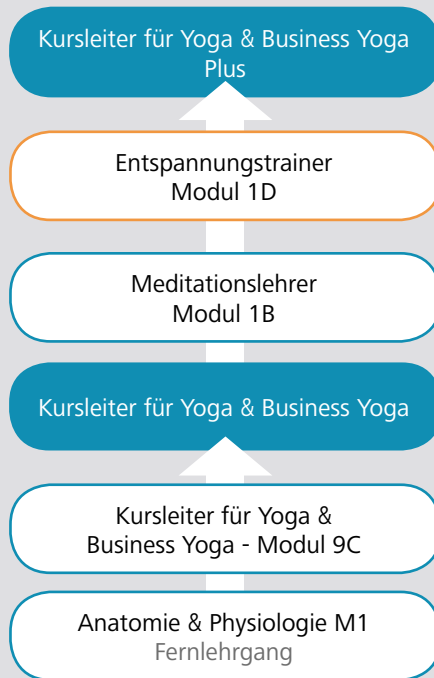 Kursleiter für Yoga & Business Yoga
Plus
Entspannungstrainer
Modul 1D
Meditationslehrer
Modul 1B
Kursleiter für Yoga & Business Yoga
Kursleiter für Yoga &
Business Yoga - Modul 9C
Anatomie & Physiologie M1
Fernlehrgang